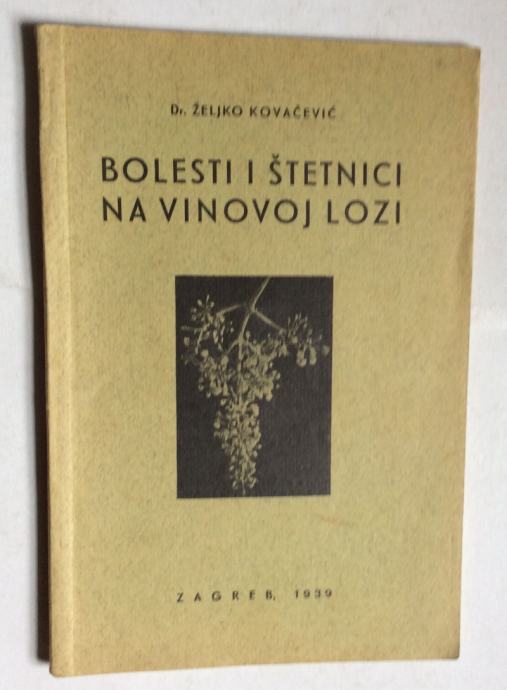 Dr. ŽELJKO KOVAČEVIĆ
BOLESTI I ŠTETNICI
NA VINOVOJ LOZI
ZAGREB, 1939